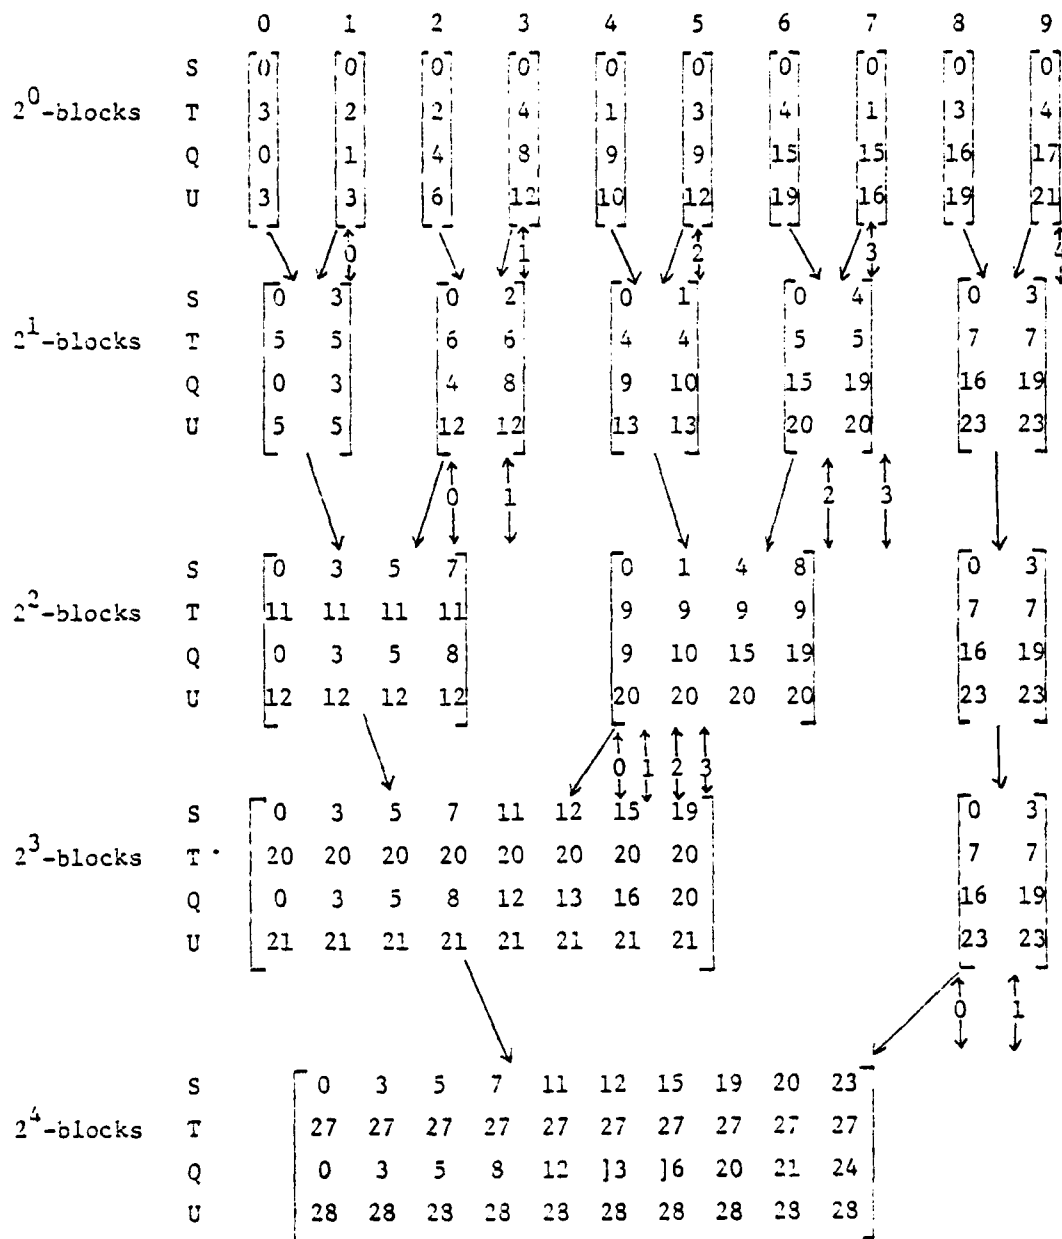 0 1 2 3 4 5 6 7 8 9
S 0 0 0 0 0 0 0 0 0 0
2^0-blocks T 3 2 2 4 1 3 4 1 3 4
Q 0 1 4 8 9 9 15 15 16 17
U 3 3 6 12 10 12 19 16 19 21
0 1 2 3 4
S 0 3 0 2 0 1 0 4 0 3
2^1-blocks T 5 5 6 6 4 4 5 5 7 7
Q 0 3 4 8 9 10 15 19 16 19
U 5 5 12 12 13 13 20 20 23 23
0 1 2 3
S 0 3 5 7 0 1 4 8 0 3
2^2-blocks T 11 11 11 11 9 9 9 9 7 7
Q 0 3 5 8 9 10 15 19 16 19
U 12 12 12 12 20 20 20 20 23 23
0 1 2 3
S 0 3 5 7 11 12 15 19 0 3
2^3-blocks T 20 20 20 20 20 20 20 20 7 7
Q 0 3 5 8 12 13 16 20 16 19
U 21 21 21 21 21 21 21 21 23 23
0 1
S 0 3 5 7 11 12 15 19 20 23
2^4-blocks T 27 27 27 27 27 27 27 27 27 27
Q 0 3 5 8 12 13 16 20 21 24
U 28 28 28 28 28 28 28 28 28 28